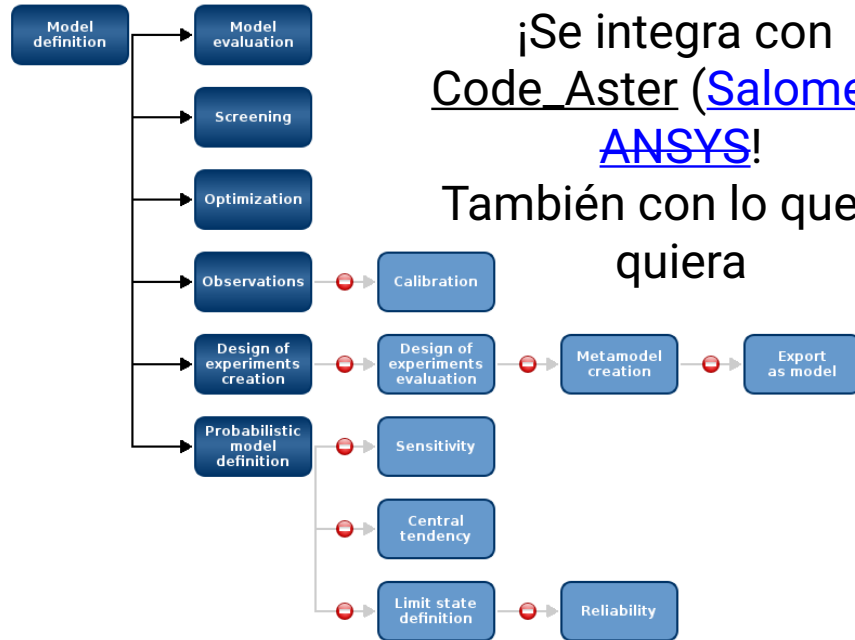 Model
definition
Model
evaluation
Screening
Optimization
Observations
Calibration
Design of
experiments
creation
Design of
experiments
evaluation
Metamodel
creation
Export
as model
Probabilistic
model
definition
Sensitivity
Central
tendency
Limit state
definition
Reliability
¡Se integra con
Code_Aster (Salome
ANSYS!
También con lo que
quiera